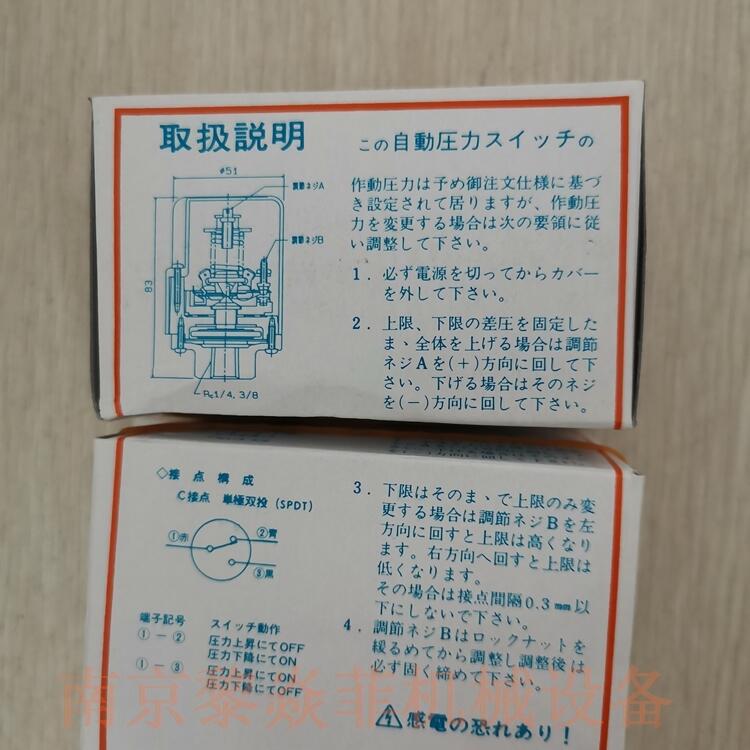 取扱説明
この自動圧力スイッチの
作動圧力は予め御注文仕様に基づ
き設定されて居りますが、作動圧
力を変更する場合は次の要領に従
い調整して下さい。
1. 必ず電源を切ってからカバー
を外して下さい。
2. 上限、下限の差圧を固定した
まゝ全体を上げる場合は調節
ネジAを(+)方向に回して下
さい。下げる場合はそのネジ
を(−)方向に回して下さい。
φ51
調節ネジA
調節ネジB
83
Rc1/4, 3/8
◇接点構成
C接点 単極双投 (SPDT)
①赤
②青
③黒
端子記号 スイッチ動作
①−② 圧力上昇にてOFF
圧力下降にてON
①−③ 圧力上昇にてON
圧力下降にてOFF
3. 下限はそのまゝで上限のみ変
更する場合は調節ネジBを左
方向に回すと上限は高くなり
ます。右方向へ回すと上限は
低くなります。
その場合は接点間隔0.3mm以
下にしないで下さい。
4. 調節ネジBはロックナットを
緩るめてから調整し調整後は
必ず固く締めて下さい。
感電の恐れあり!
南京泰焱菲机械设备